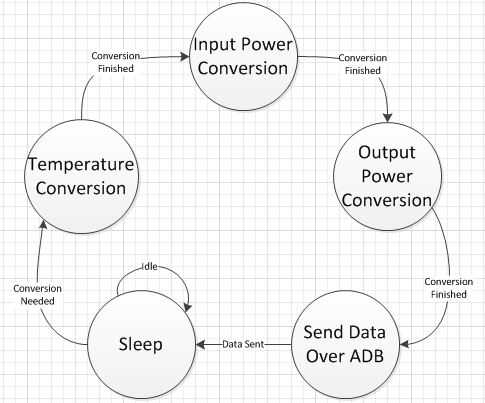 Input Power
Conversion
Conversion
Finished
Conversion
Finished
Temperature
Conversion
Output
Power
Conversion
Idle
Conversion
Needed
Conversion
Finished
Sleep
Data Sent
Send Data
Over ADB